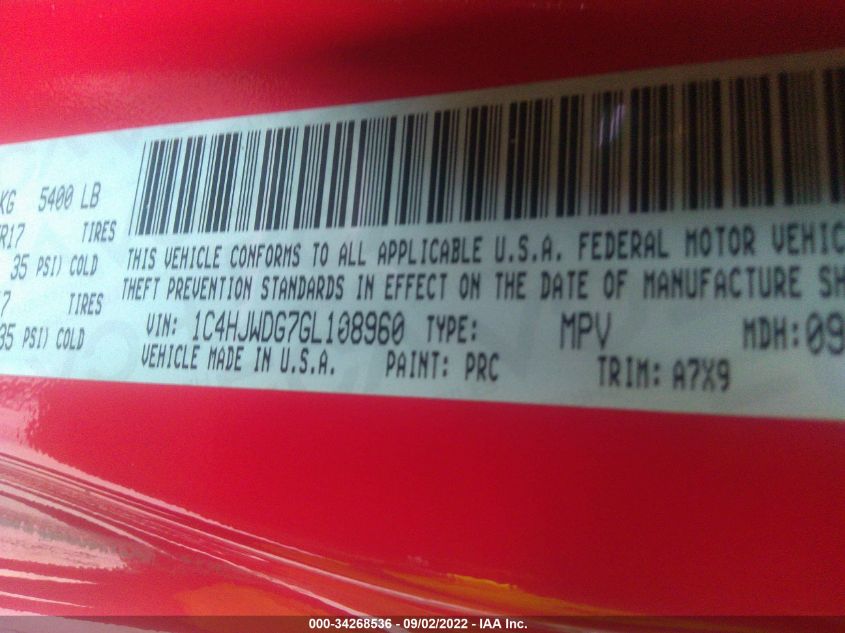 KG 5400 LB
R17 TIRES
35 PSI) COLD
7 TIRES
35 PSI) COLD
THIS VEHICLE CONFORMS TO ALL APPLICABLE U.S.A. FEDERAL MOTOR VEHIC
THEFT PREVENTION STANDARDS IN EFFECT ON THE DATE OF MANUFACTURE SH
VIN: 1C4HJWDG7GL108960 TYPE: MPV MDH:09
VEHICLE MADE IN U.S.A. PAINT: PRC TRIM: A7X9
000-34268536 - 09/02/2022 - IAA Inc.